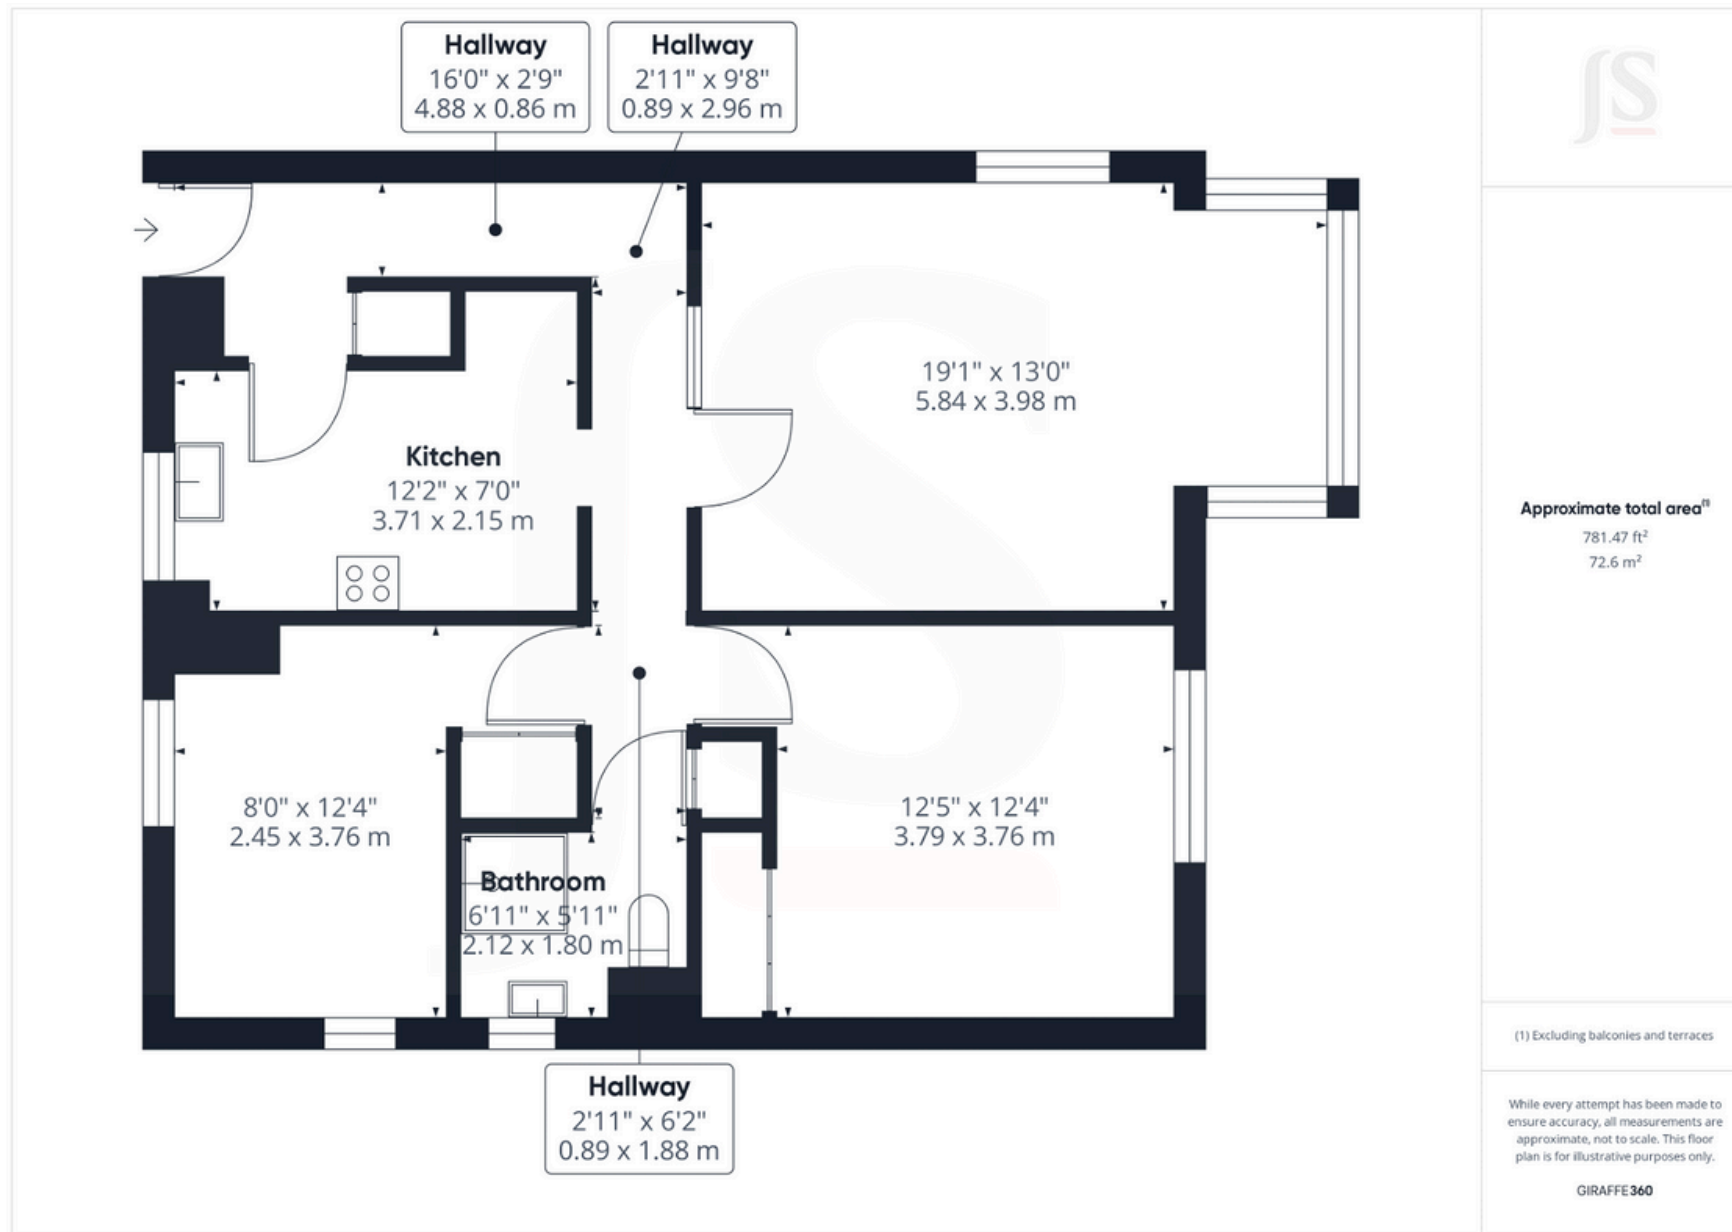 Hallway
16'0" x 2'9"
4.88 x 0.86 m
Hallway
2'11" x 9'8"
0.89 x 2.96 m
19'1" x 13'0"
5.84 x 3.98 m
Kitchen
12'2" x 7'0"
3.71 x 2.15 m
8'0" x 12'4"
2.45 x 3.76 m
12'5" x 12'4"
3.79 x 3.76 m
Bathroom
6'11" x 5'11"
2.12 x 1.80 m
Hallway
2'11" x 6'2"
0.89 x 1.88 m
JS
Approximate total area⁽¹⁾
781.47 ft²
72.6 m²
(1) Excluding balconies and terraces
While every attempt has been made to
ensure accuracy, all measurements are
approximate, not to scale. This floor
plan is for illustrative purposes only.
GIRAFFE360